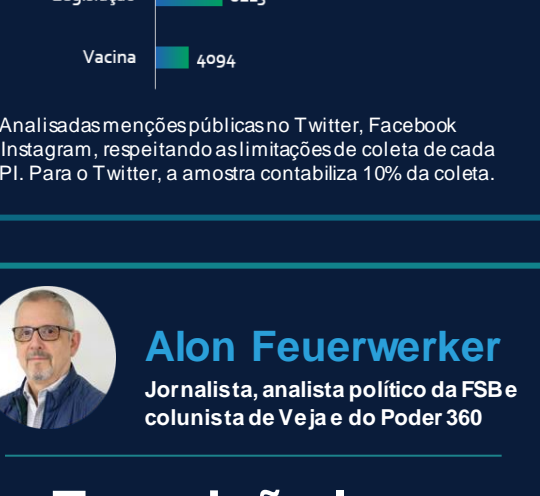 Vacina 4094
Analisadas menções públicas no Twitter, Facebook
Instagram, respeitando as limitações de coleta de cada
PI. Para o Twitter, a amostra contabiliza 10% da coleta.
Alon Feuerwerker
Jornalista, analista político da FSB e
colunista de Veja e do Poder 360